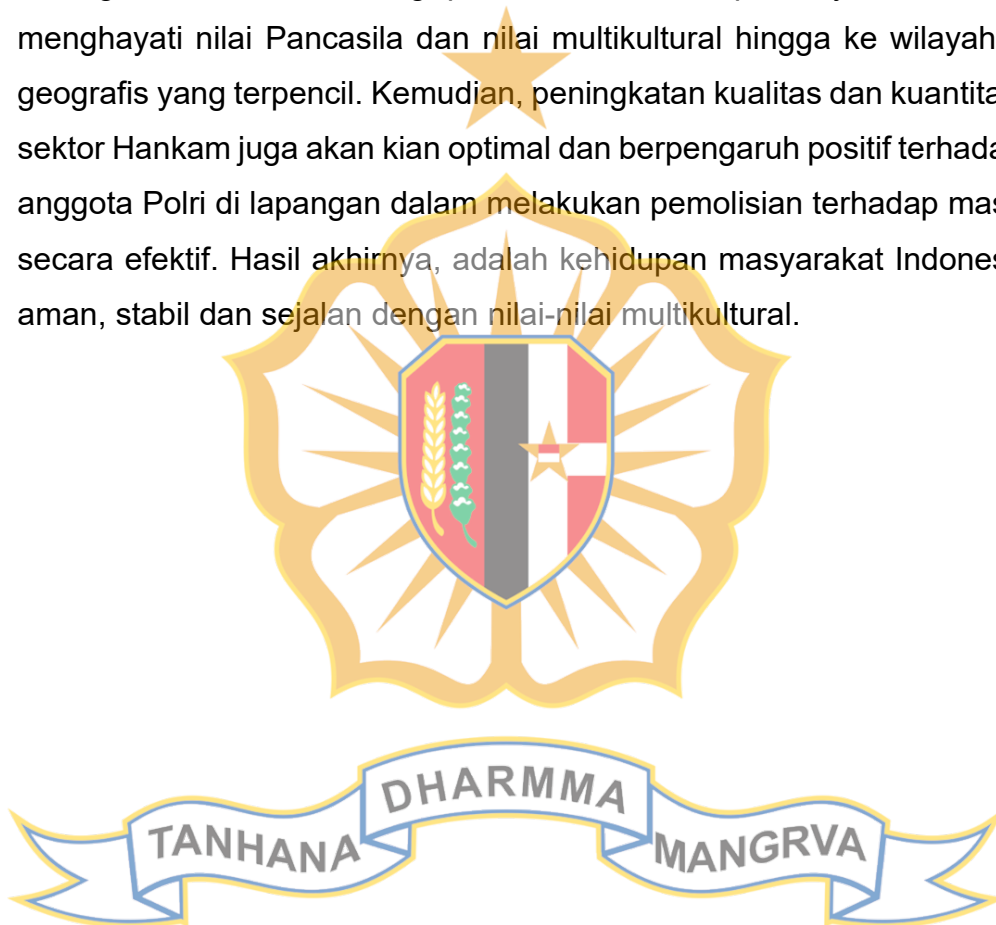 menghayati nilai Pancasila dan nilai multikultural hingga ke wilayah
geografis yang terpencil. Kemudian, peningkatan kualitas dan kuantita
sektor Hankam juga akan kian optimal dan berpengaruh positif terhada
anggota Polri di lapangan dalam melakukan pemolisian terhadap mas
secara efektif. Hasil akhirnya, adalah kehidupan masyarakat Indones
aman, stabil dan sejalan dengan nilai-nilai multikultural.
TANHANA DHARMMA MANGRVA